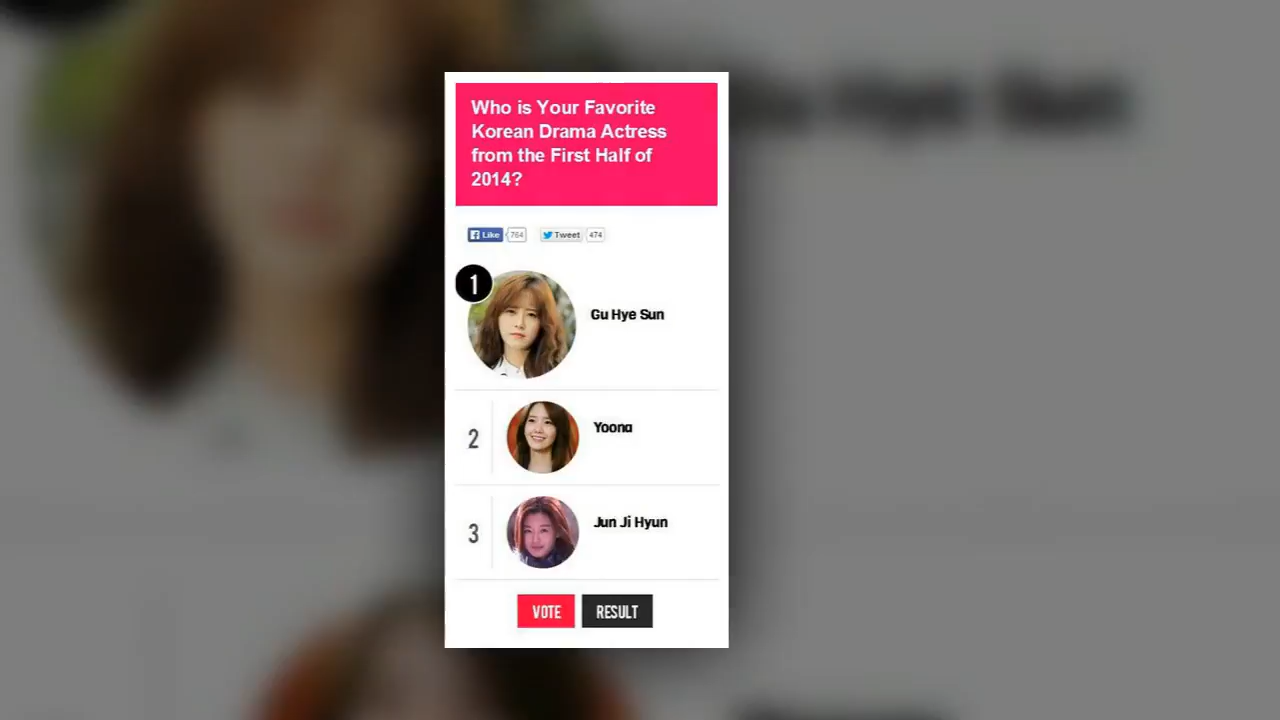 Who is Your Favorite
Korean Drama Actress
from the First Half of
2014?
Like 764 Tweet 474
1
Gu Hye Sun
2
Yoona
3
Jun Ji Hyun
VOTE RESULT